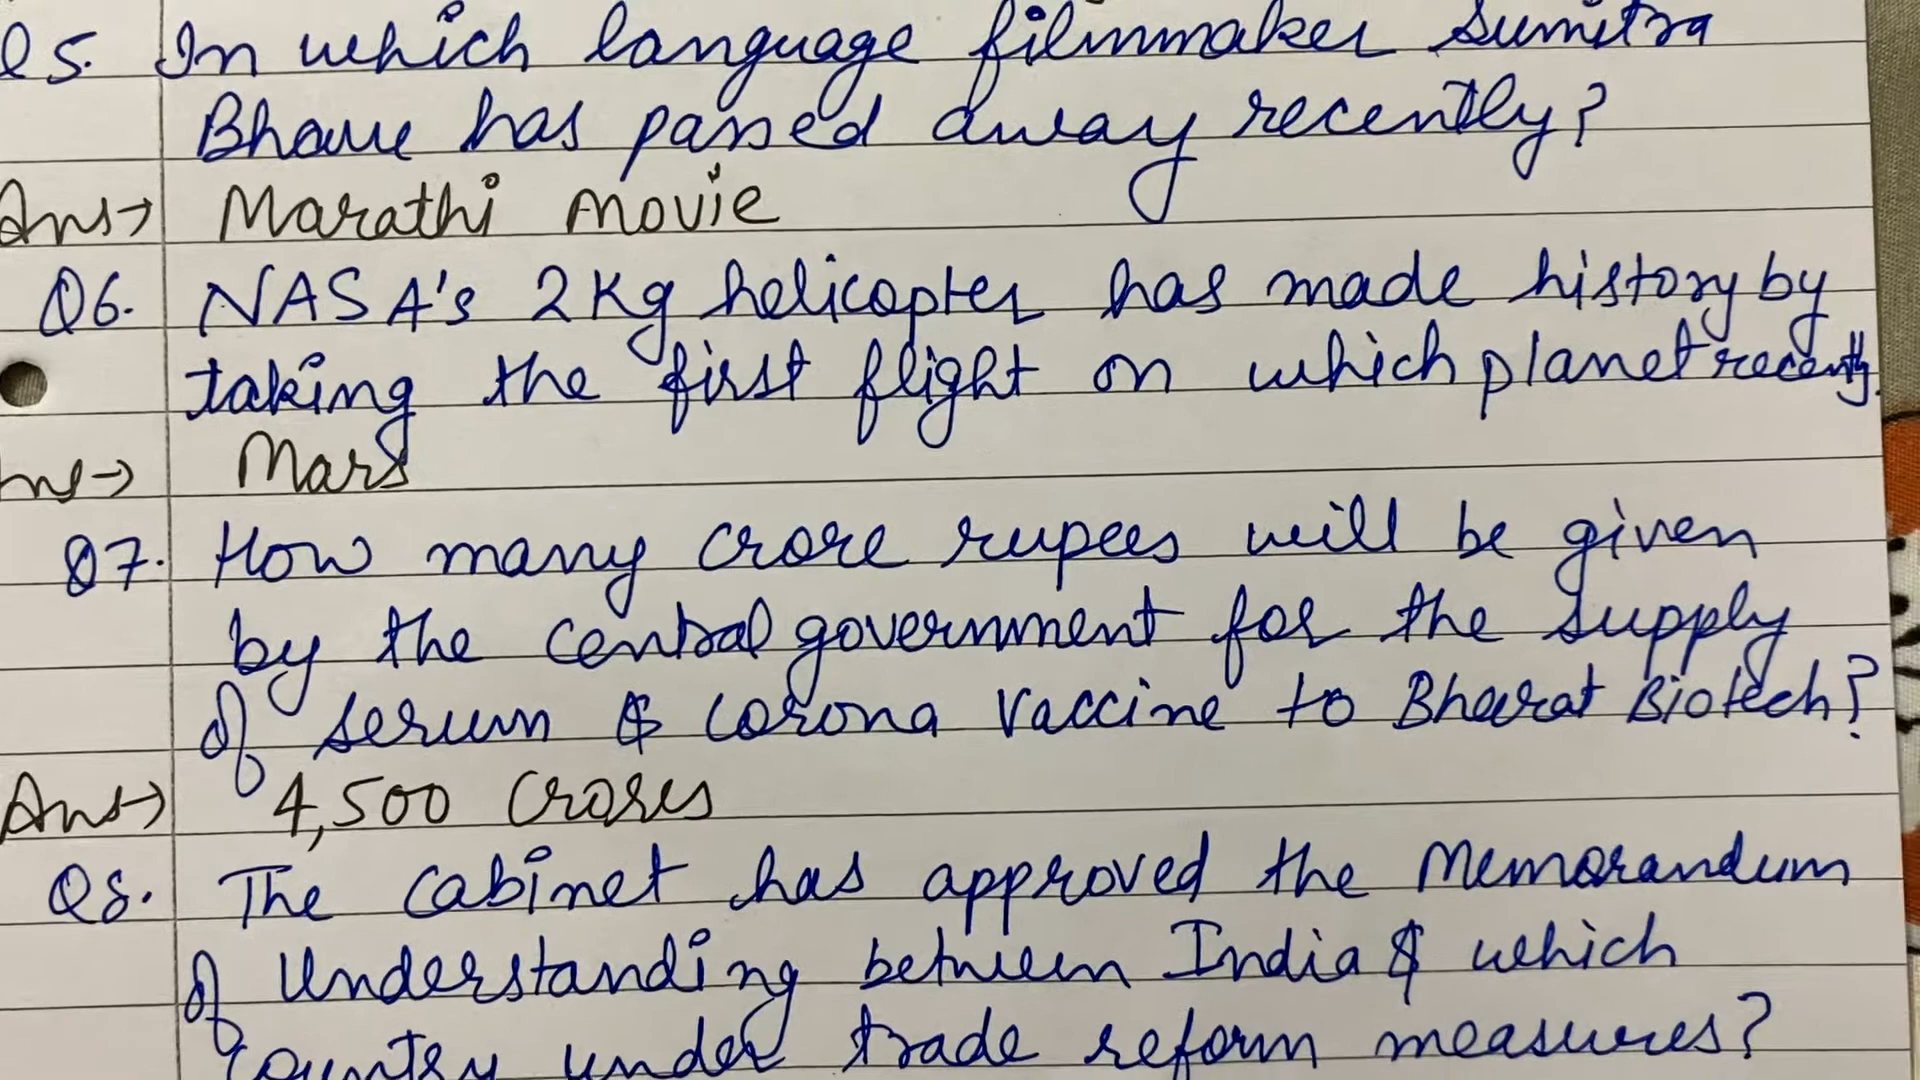 Q5. In which language filmmaker Sumitra
Bhave has passed away recently?
Ans→ Marathi movie
Q6. NASA's 2Kg helicopter has made history by
taking the first flight on which planet recently.
Ans→ Mars
Q7. How many crore rupees will be given
by the central government for the supply
of serum & corona vaccine to Bharat Biotech?
Ans→ 4,500 Crores
Q8. The cabinet has approved the Memorandum
of Understanding between India & which
country under trade reform measures?